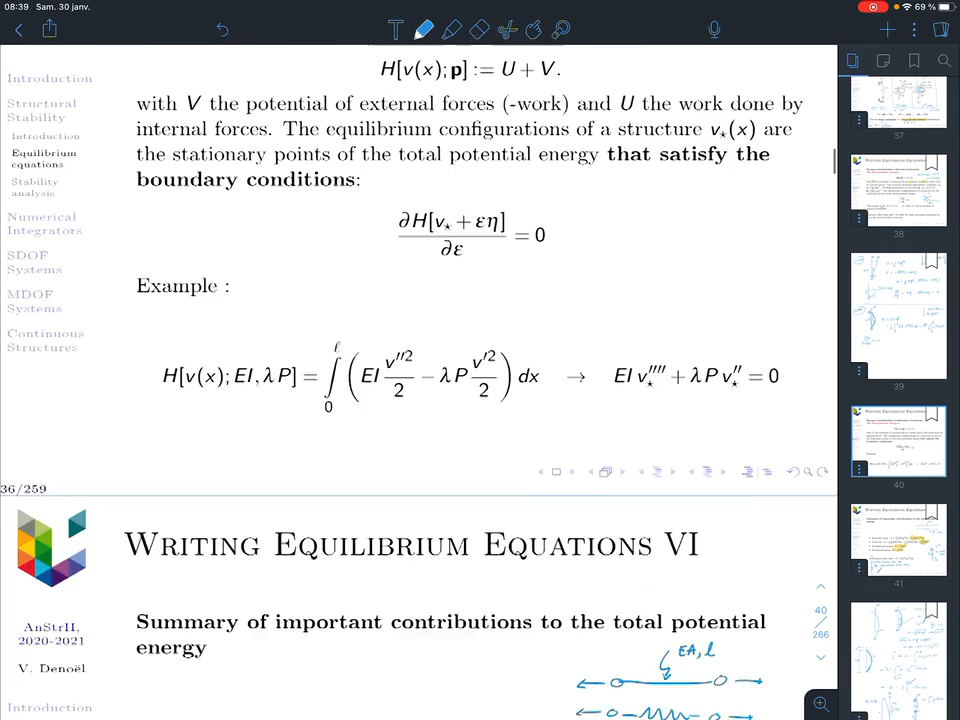 08:39 Sam. 30 janv.
69 %
H[v(x); p] := U + V.
with V the potential of external forces (-work) and U the work done by
internal forces. The equilibrium configurations of a structure v⋆(x) are
the stationary points of the total potential energy that satisfy the
boundary conditions:
∂H[v⋆ + εη] / ∂ε = 0
Example :
H[v(x); EI, λP] = ∫₀^ℓ (EI v′′²/2 − λP v′²/2) dx → EI v⋆′′′′ + λP v⋆′′ = 0
Introduction
Structural
Stability
Introduction
Equilibrium
equations
Stability
analysis
Numerical
Integrators
SDOF
Systems
MDOF
Systems
Continuous
Structures
36/259
Writing Equilibrium Equations VI
AnStrII,
2020-2021
V. Denoël
Introduction
Summary of important contributions to the total potential
energy
EA, l
40
266
37
38
39
40
41